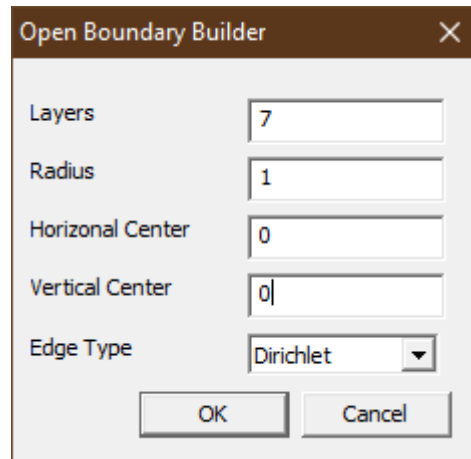 Open Boundary Builder
Layers 7
Radius 1
Horizonal Center 0
Vertical Center 0
Edge Type Dirichlet
OK Cancel